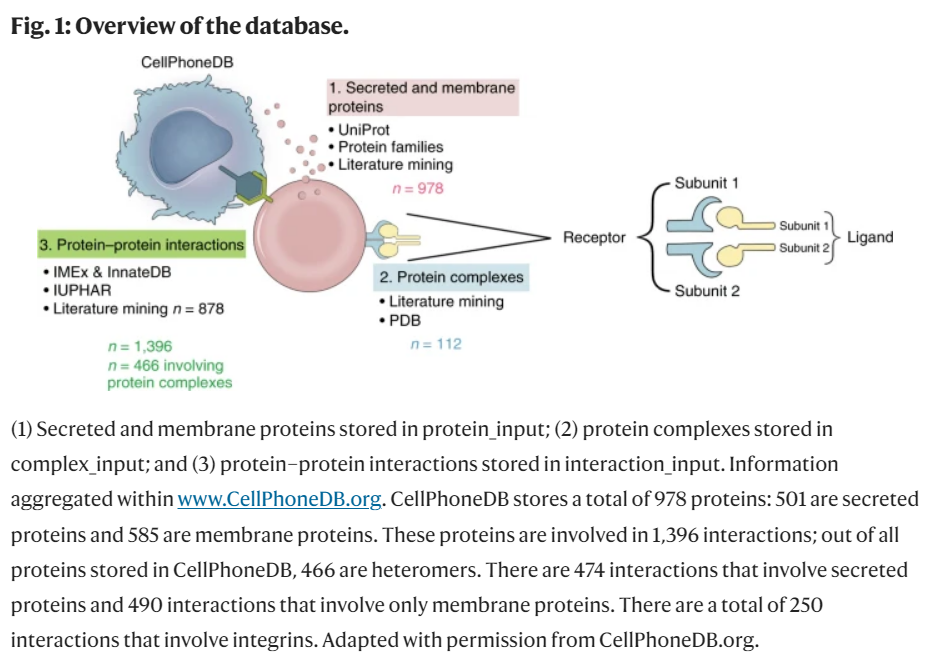 Fig. 1: Overview of the database.
CellPhoneDB
1. Secreted and membrane
proteins
• UniProt
• Protein families
• Literature mining
n = 978
3. Protein–protein interactions
• IMEx & InnateDB
• IUPHAR
• Literature mining n = 878
n = 1,396
n = 466 involving
protein complexes
2. Protein complexes
• Literature mining
• PDB
n = 112
Receptor
Subunit 1
Subunit 2
Subunit 1
Subunit 2
Ligand
(1) Secreted and membrane proteins stored in protein_input; (2) protein complexes stored in
complex_input; and (3) protein–protein interactions stored in interaction_input. Information
aggregated within www.CellPhoneDB.org. CellPhoneDB stores a total of 978 proteins: 501 are secreted
proteins and 585 are membrane proteins. These proteins are involved in 1,396 interactions; out of all
proteins stored in CellPhoneDB, 466 are heteromers. There are 474 interactions that involve secreted
proteins and 490 interactions that involve only membrane proteins. There are a total of 250
interactions that involve integrins. Adapted with permission from CellPhoneDB.org.